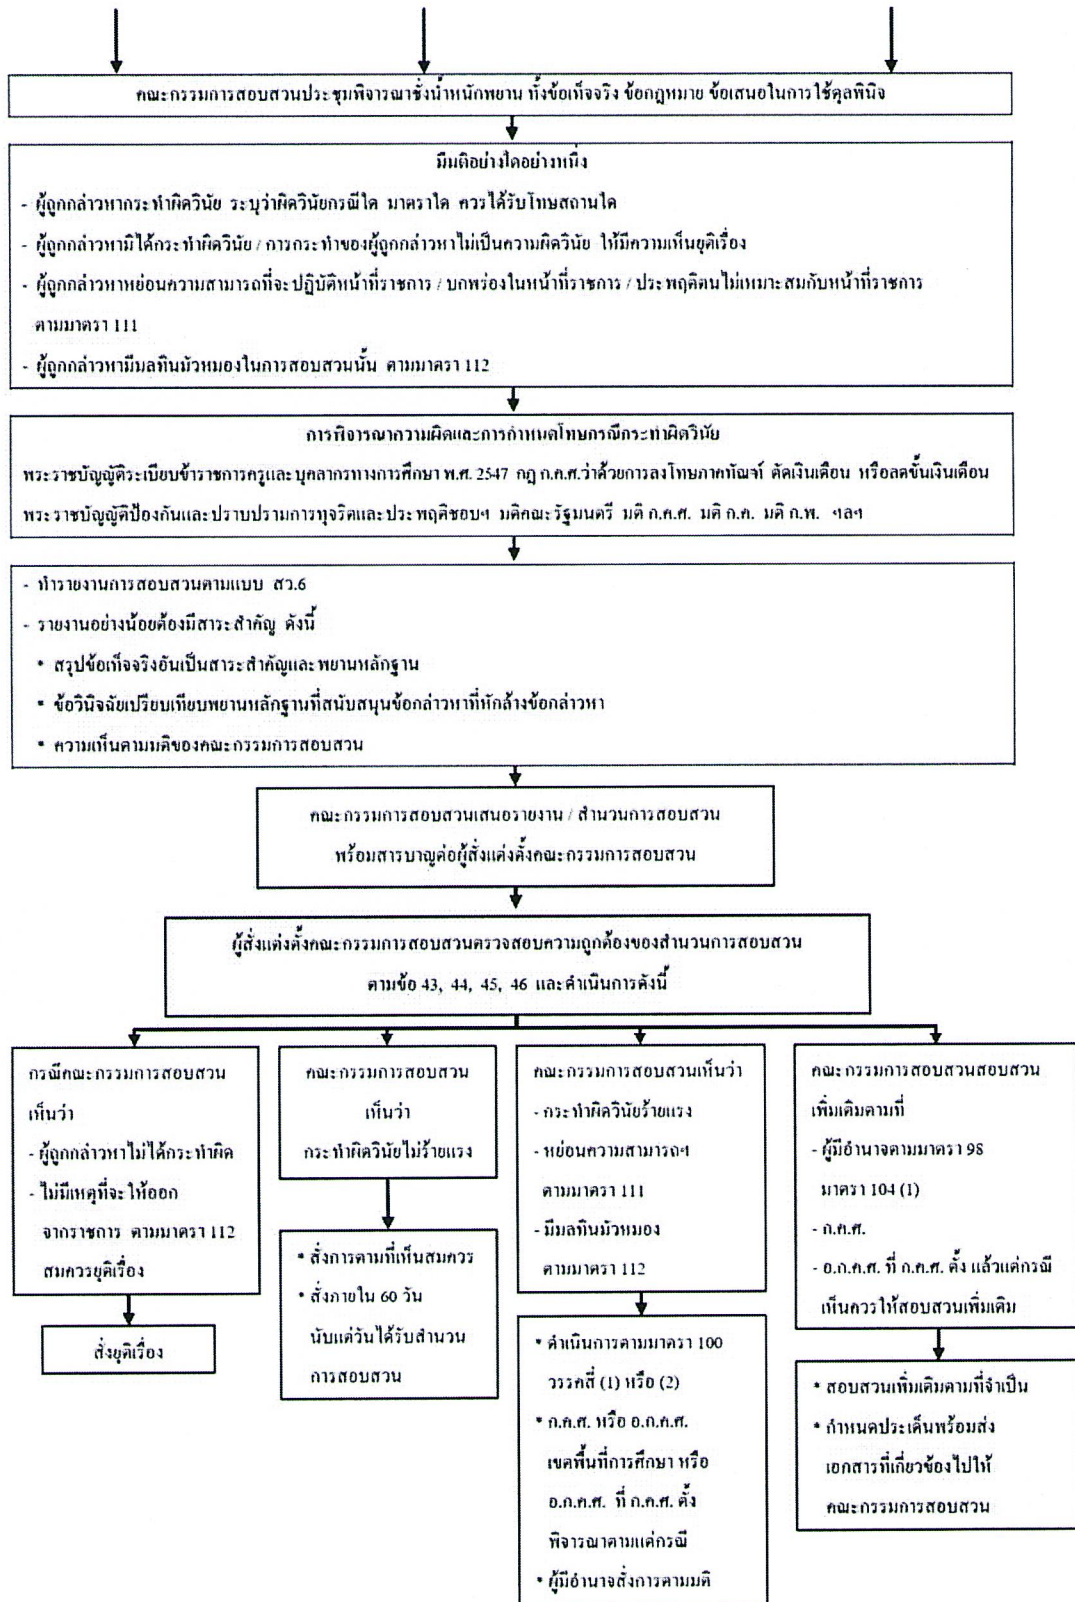 คณะกรรมการสอบสวนประชุมพิจารณาชั่งน้ำหนักพยาน ทั้งข้อเท็จจริง ข้อกฎหมาย ข้อเสนอในการใช้ดุลพินิจ
มีมติอย่างใดอย่างหนึ่ง
- ผู้ถูกกล่าวหากระทำผิดวินัย ระบุว่าผิดวินัยกรณีใด มาตราใด ควรได้รับโทษสถานใด
- ผู้ถูกกล่าวหามิได้กระทำผิดวินัย / การกระทำของผู้ถูกกล่าวหาไม่เป็นความผิดวินัย ให้มีความเห็นยุติเรื่อง
- ผู้ถูกกล่าวหาหย่อนความสามารถที่จะปฏิบัติหน้าที่ราชการ / บกพร่องในหน้าที่ราชการ / ประพฤติตนไม่เหมาะสมกับหน้าที่ราชการ
ตามมาตรา 111
- ผู้ถูกกล่าวหามีมลทินมัวหมองในการสอบสวนนั้น ตามมาตรา 112
การพิจารณาความผิดและการกำหนดโทษกรณีกระทำผิดวินัย
พระราชบัญญัติระเบียบข้าราชการครูและบุคลากรทางการศึกษา พ.ศ. 2547 กฎ ก.ค.ศ.ว่าด้วยการลงโทษภาคทัณฑ์ ตัดเงินเดือน หรือลดขั้นเงินเดือน
พระราชบัญญัติป้องกันและปราบปรามการทุจริตและประพฤติชอบฯ มติคณะรัฐมนตรี มติ ก.ค.ศ. มติ ก.ค. มติ ก.พ. ฯลฯ
- ทำรายงานการสอบสวนตามแบบ สว.6
- รายงานอย่างน้อยต้องมีสาระสำคัญ ดังนี้
* สรุปข้อเท็จจริงอันเป็นสาระสำคัญและพยานหลักฐาน
* ข้อวินิจฉัยเปรียบเทียบพยานหลักฐานที่สนับสนุนข้อกล่าวหาที่หักล้างข้อกล่าวหา
* ความเห็นตามมติของคณะกรรมการสอบสวน
คณะกรรมการสอบสวนเสนอรายงาน / สำนวนการสอบสวน
พร้อมสารบาญต่อผู้สั่งแต่งตั้งคณะกรรมการสอบสวน
ผู้สั่งแต่งตั้งคณะกรรมการสอบสวนตรวจสอบความถูกต้องของสำนวนการสอบสวน
ตามข้อ 43, 44, 45, 46 และดำเนินการดังนี้
กรณีคณะกรรมการสอบสวน
เห็นว่า
- ผู้ถูกกล่าวหาไม่ได้กระทำผิด
- ไม่มีเหตุที่จะให้ออก
จากราชการ ตามมาตรา 112
สมควรยุติเรื่อง
สั่งยุติเรื่อง
คณะกรรมการสอบสวน
เห็นว่า
กระทำผิดวินัยไม่ร้ายแรง
* สั่งการตามที่เห็นสมควร
* สั่งภายใน 60 วัน
นับแต่วันได้รับสำนวน
การสอบสวน
คณะกรรมการสอบสวนเห็นว่า
- กระทำผิดวินัยร้ายแรง
- หย่อนความสามารถฯ
ตามมาตรา 111
- มีมลทินมัวหมอง
ตามมาตรา 112
* ดำเนินการตามมาตรา 100
วรรคสี่ (1) หรือ (2)
* ก.ค.ศ. หรือ อ.ก.ค.ศ.
เขตพื้นที่การศึกษา หรือ
อ.ก.ค.ศ. ที่ ก.ค.ศ. ตั้ง
พิจารณาตามแต่กรณี
* ผู้มีอำนาจสั่งการตามมติ
คณะกรรมการสอบสวนสอบสวน
เพิ่มเติมตามที่
- ผู้มีอำนาจตามมาตรา 98
มาตรา 104 (1)
- ก.ค.ศ.
- อ.ก.ค.ศ. ที่ ก.ค.ศ. ตั้ง แล้วแต่กรณี
เห็นควรให้สอบสวนเพิ่มเติม
* สอบสวนเพิ่มเติมตามที่จำเป็น
* กำหนดประเด็นพร้อมส่ง
เอกสารที่เกี่ยวข้องไปให้
คณะกรรมการสอบสวน